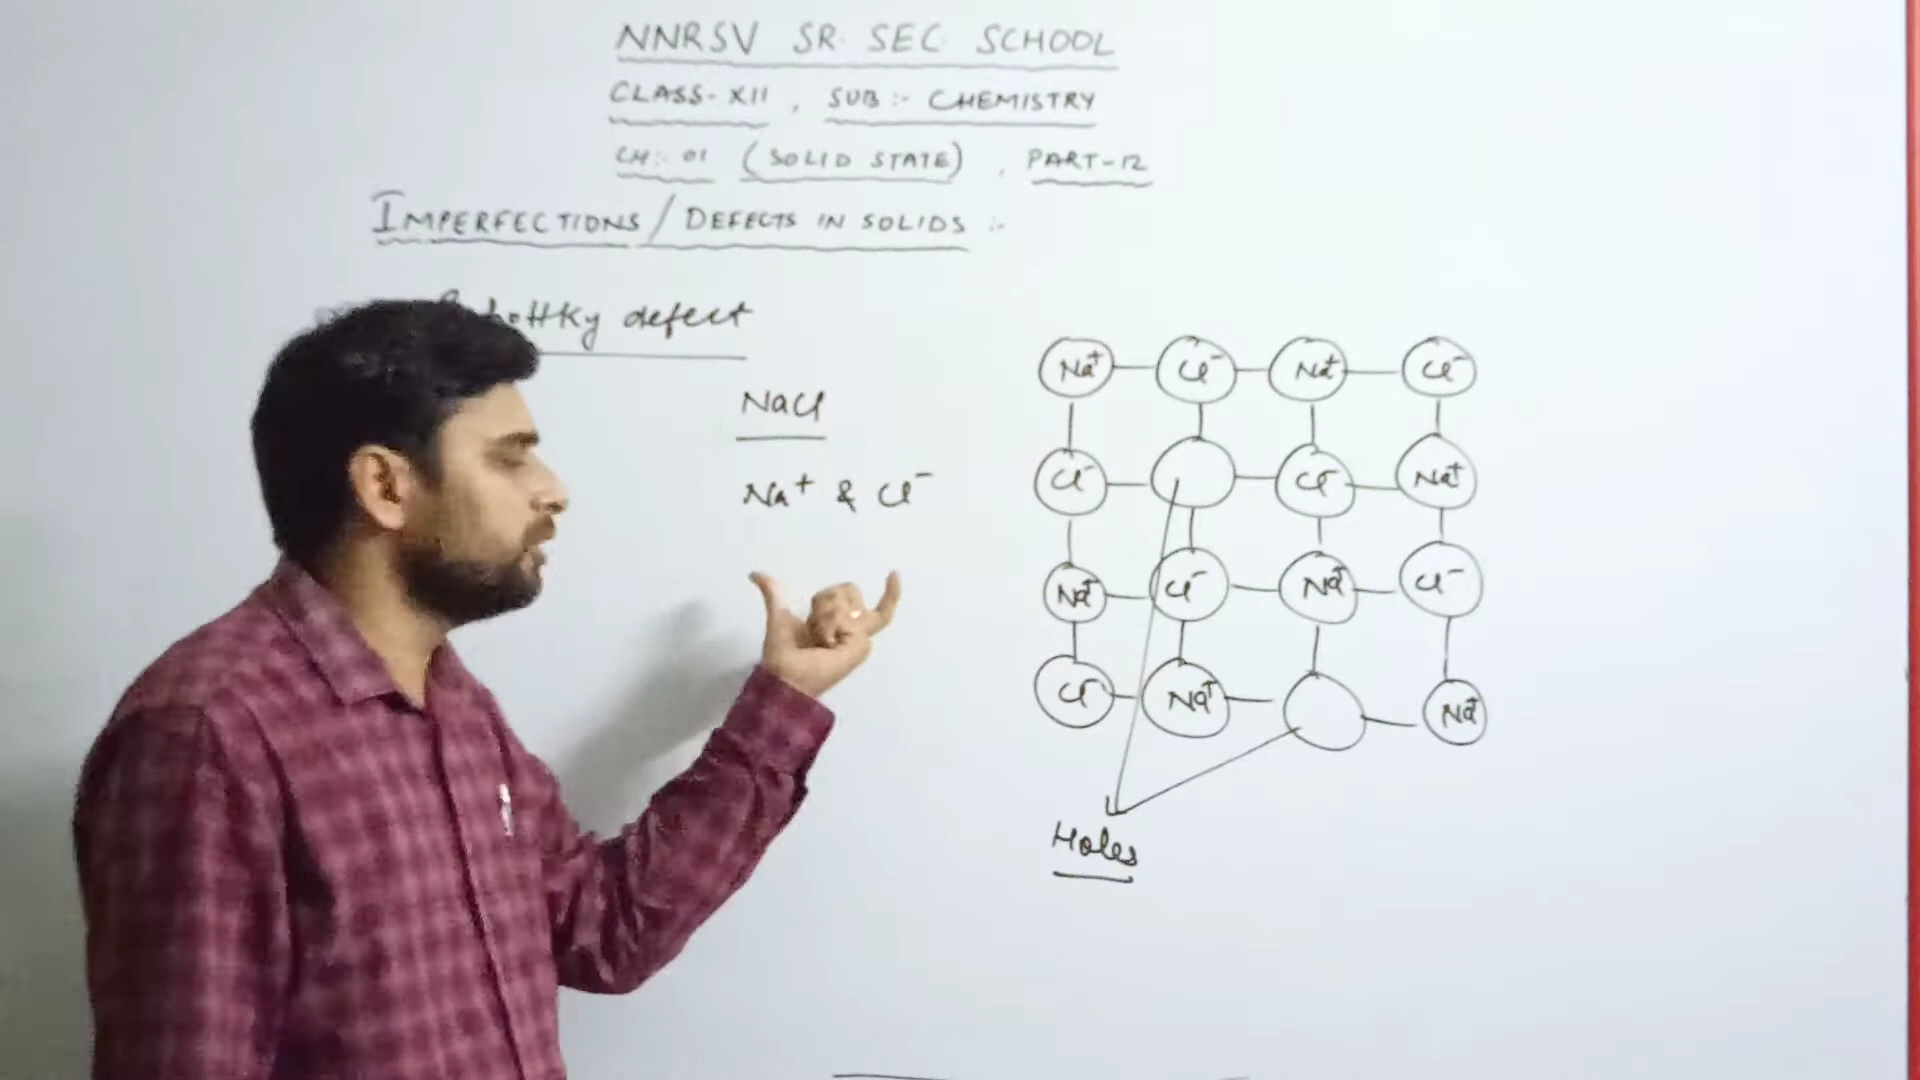 NNRSV SR. SEC. SCHOOL
CLASS-XII , SUB :- CHEMISTRY
CH:- 01 (SOLID STATE) , PART-12
IMPERFECTIONS / DEFECTS IN SOLIDS :-
defect
NaCl
Na⁺ & Cl⁻
Na⁺ Cl⁻ Na⁺ Cl⁻
Cl⁻ Cl⁻ Na⁺
Na⁺ Cl⁻ Na⁺ Cl⁻
Cl⁻ Na⁺ Na⁺
Holes